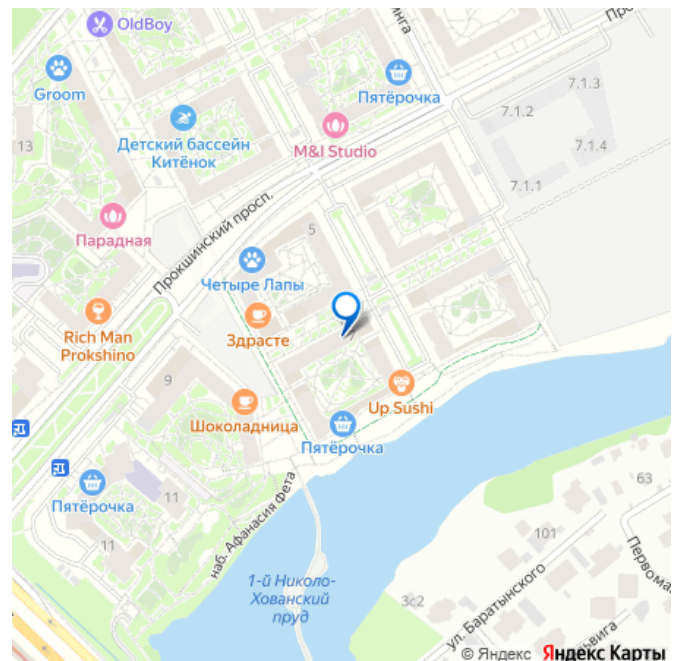 OldBoy
Groom
Пятёрочка
7.1.3
7.1.2
13
Детский бассейн
Китёнок
M&I Studio
7.1.4
7.1.1
Прокшинский просп.
Парадная
5
Четыре Лапы
Rich Man
Prokshino
Здрасте
9
Up Sushi
Шоколадница
Пятёрочка
Пятёрочка
11
11
наб. Афанасия Фета
63
101
1-й Николо-
Хованский
пруд
3с2
ул. Баратынского
© Яндекс Яндекс Карты